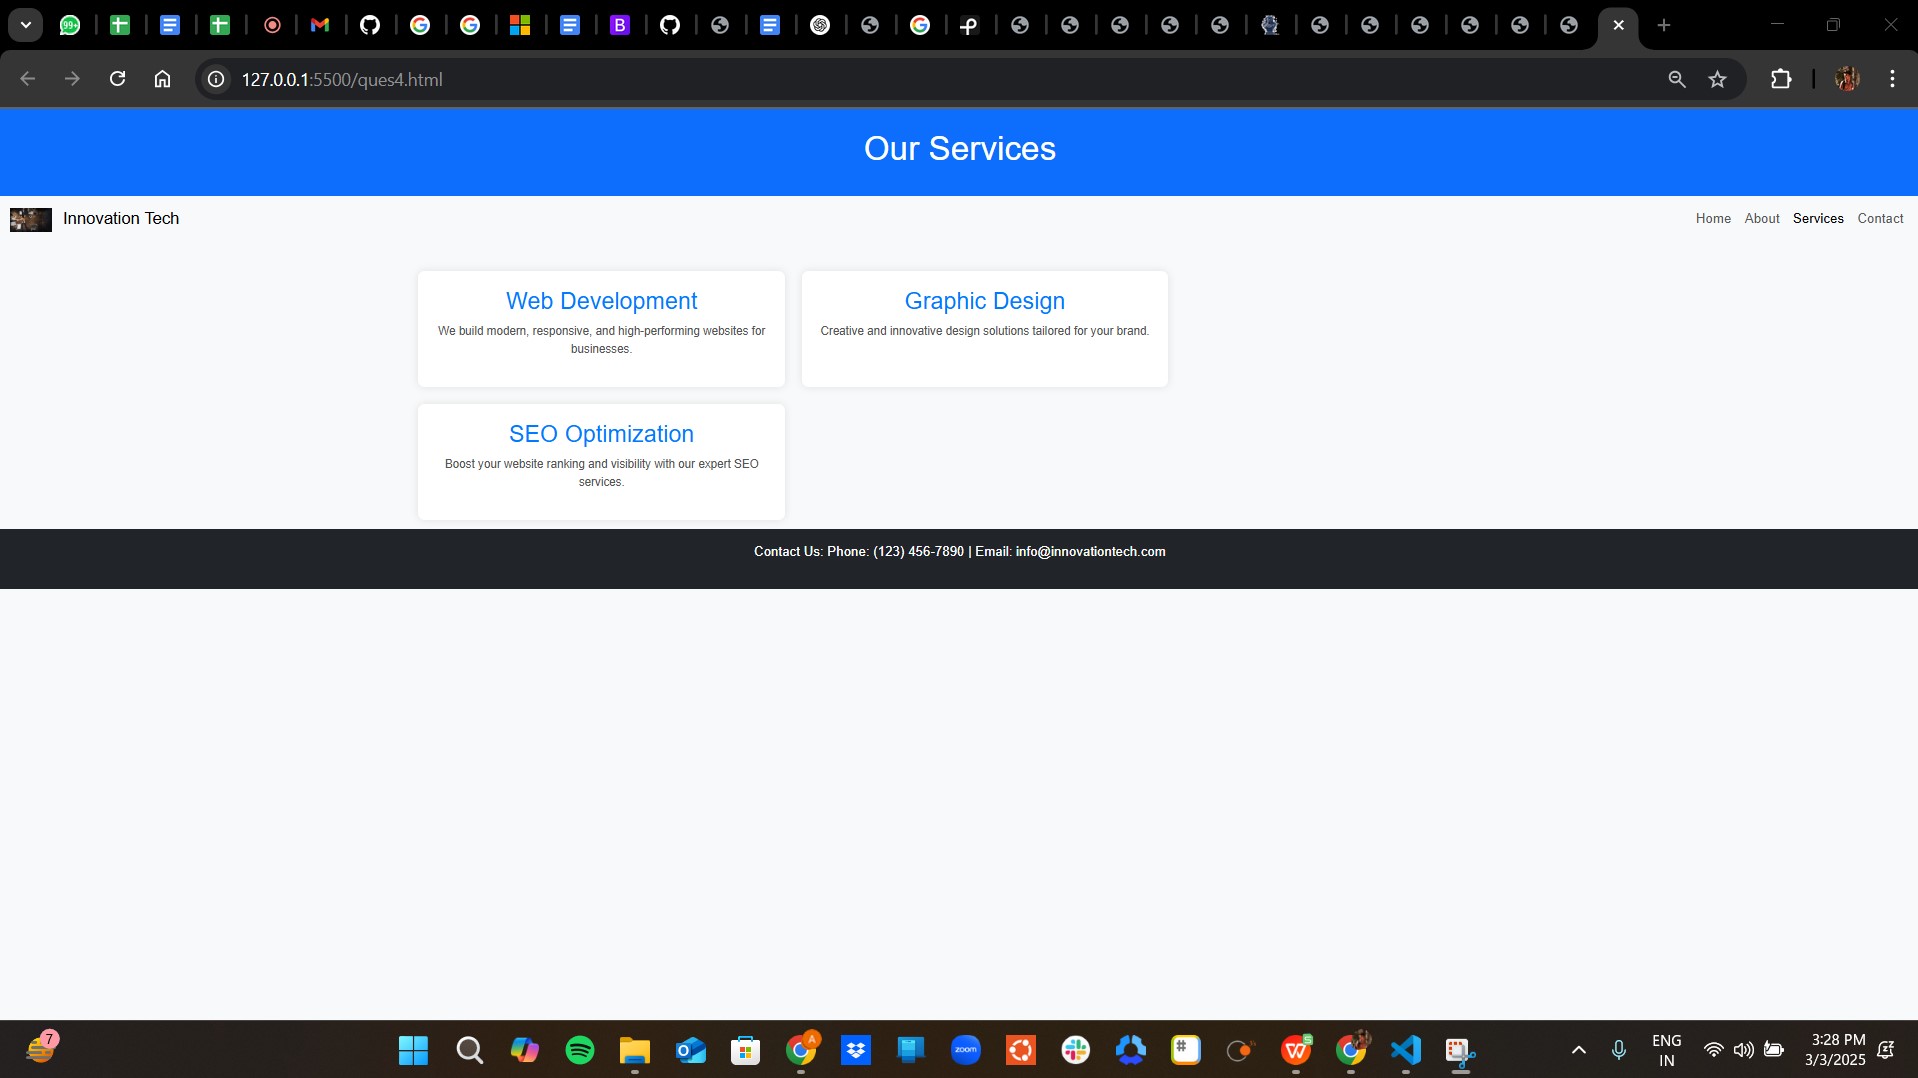 99+
B
127.0.0.1:5500/ques4.html
Our Services
Innovation Tech
Home About Services Contact
Web Development
We build modern, responsive, and high-performing websites for
businesses.
Graphic Design
Creative and innovative design solutions tailored for your brand.
SEO Optimization
Boost your website ranking and visibility with our expert SEO
services.
Contact Us: Phone: (123) 456-7890 | Email: info@innovationtech.com
7
A
zoom
#
W
S
ENG
IN
3:28 PM
3/3/2025